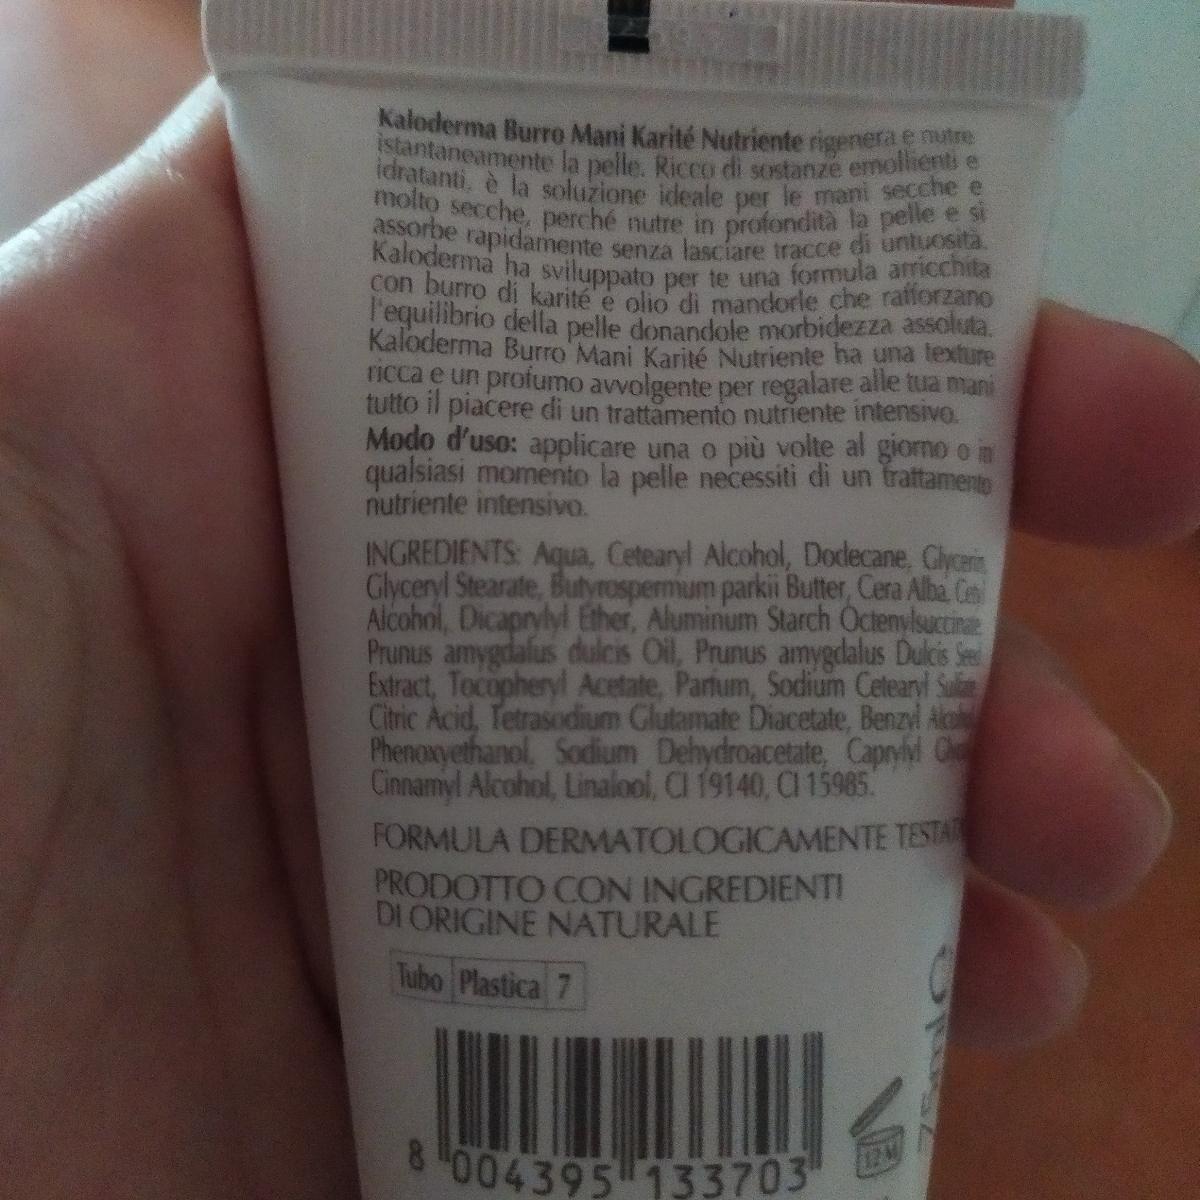 Kaloderma Burro Mani Karité Nutriente rigenera e nutre
istantaneamente la pelle. Ricco di sostanze emollienti e
idratanti, è la soluzione ideale per le mani secche e
molto secche, perché nutre in profondità la pelle e si
assorbe rapidamente senza lasciare tracce di untuosità.
Kaloderma ha sviluppato per te una formula arricchita
con burro di karité e olio di mandorle che rafforzano
l'equilibrio della pelle donandole morbidezza assoluta.
Kaloderma Burro Mani Karité Nutriente ha una texture
ricca e un profumo avvolgente per regalare alle tua mani
tutto il piacere di un trattamento nutriente intensivo.
Modo d'uso: applicare una o più volte al giorno o in
qualsiasi momento la pelle necessiti di un trattamento
nutriente intensivo.
INGREDIENTS: Aqua, Cetearyl Alcohol, Dodecane, Glycerin,
Glyceryl Stearate, Butyrospermum parkii Butter, Cera Alba, Cetyl
Alcohol, Dicaprylyl Ether, Aluminum Starch Octenylsuccinate,
Prunus amygdalus dulcis Oil, Prunus amygdalus Dulcis Seed
Extract, Tocopheryl Acetate, Parfum, Sodium Cetearyl Sulfate,
Citric Acid, Tetrasodium Glutamate Diacetate, Benzyl Alcohol,
Phenoxyethanol, Sodium Dehydroacetate, Caprylyl
Cinnamyl Alcohol, Linalool, CI 19140, CI 15985.
FORMULA DERMATOLOGICAMENTE TESTATA
PRODOTTO CON INGREDIENTI
DI ORIGINE NATURALE
Tubo Plastica 7
8 004395 133703
12 M
75ml